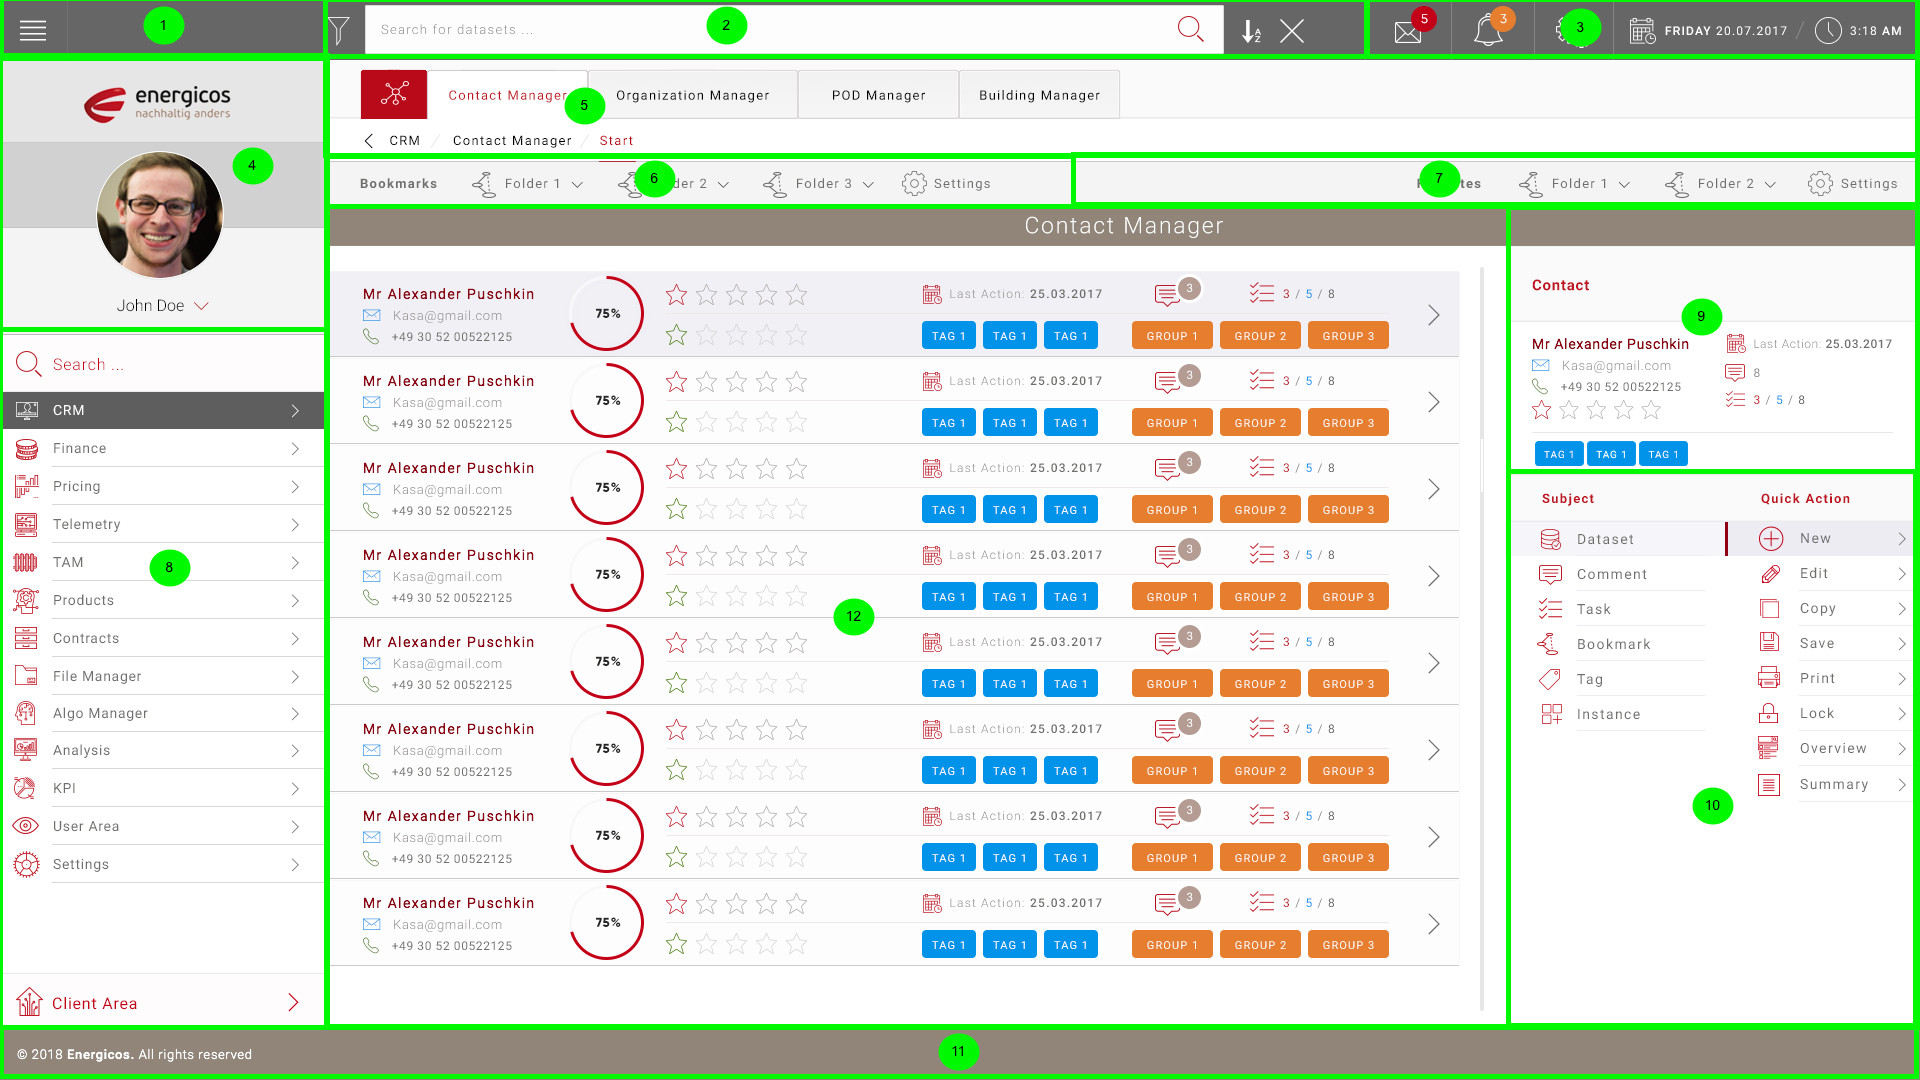 1
2
Search for datasets ...
A
Z
5
3
3
FRIDAY 20.07.2017 / 3:18 AM
energicos
nachhaltig anders
4
John Doe
Contact Manager
5
Organization Manager
POD Manager
Building Manager
CRM / Contact Manager / Start
Bookmarks
Folder 1
6
2
Folder 3
Settings
7
Folder 1
Folder 2
Settings
Search ...
CRM
Finance
Pricing
Telemetry
TAM
8
Products
Contracts
File Manager
Algo Manager
Analysis
KPI
User Area
Settings
Client Area
Contact Manager
Mr Alexander Puschkin
Kasa@gmail.com
+49 30 52 00522125
75%
Last Action: 25.03.2017
3
3 / 5 / 8
TAG 1 TAG 1 TAG 1
GROUP 1 GROUP 2 GROUP 3
Mr Alexander Puschkin
Kasa@gmail.com
+49 30 52 00522125
75%
Last Action: 25.03.2017
3
3 / 5 / 8
TAG 1 TAG 1 TAG 1
GROUP 1 GROUP 2 GROUP 3
Mr Alexander Puschkin
Kasa@gmail.com
+49 30 52 00522125
75%
Last Action: 25.03.2017
3
3 / 5 / 8
TAG 1 TAG 1 TAG 1
GROUP 1 GROUP 2 GROUP 3
Mr Alexander Puschkin
Kasa@gmail.com
+49 30 52 00522125
75%
Last Action: 25.03.2017
3
3 / 5 / 8
TAG 1 TAG 1 TAG 1
GROUP 1 GROUP 2 GROUP 3
12
Mr Alexander Puschkin
Kasa@gmail.com
+49 30 52 00522125
75%
Last Action: 25.03.2017
3
3 / 5 / 8
TAG 1 TAG 1 TAG 1
GROUP 1 GROUP 2 GROUP 3
Mr Alexander Puschkin
Kasa@gmail.com
+49 30 52 00522125
75%
Last Action: 25.03.2017
3
3 / 5 / 8
TAG 1 TAG 1 TAG 1
GROUP 1 GROUP 2 GROUP 3
Mr Alexander Puschkin
Kasa@gmail.com
+49 30 52 00522125
75%
Last Action: 25.03.2017
3
3 / 5 / 8
TAG 1 TAG 1 TAG 1
GROUP 1 GROUP 2 GROUP 3
Mr Alexander Puschkin
Kasa@gmail.com
+49 30 52 00522125
75%
Last Action: 25.03.2017
3
3 / 5 / 8
TAG 1 TAG 1 TAG 1
GROUP 1 GROUP 2 GROUP 3
Contact
9
Mr Alexander Puschkin
Kasa@gmail.com
+49 30 52 00522125
Last Action: 25.03.2017
8
3 / 5 / 8
TAG 1 TAG 1 TAG 1
Subject
Dataset
Comment
Task
Bookmark
Tag
Instance
Quick Action
New
Edit
Copy
Save
Print
Lock
Overview
Summary
10
© 2018 Energicos. All rights reserved
11